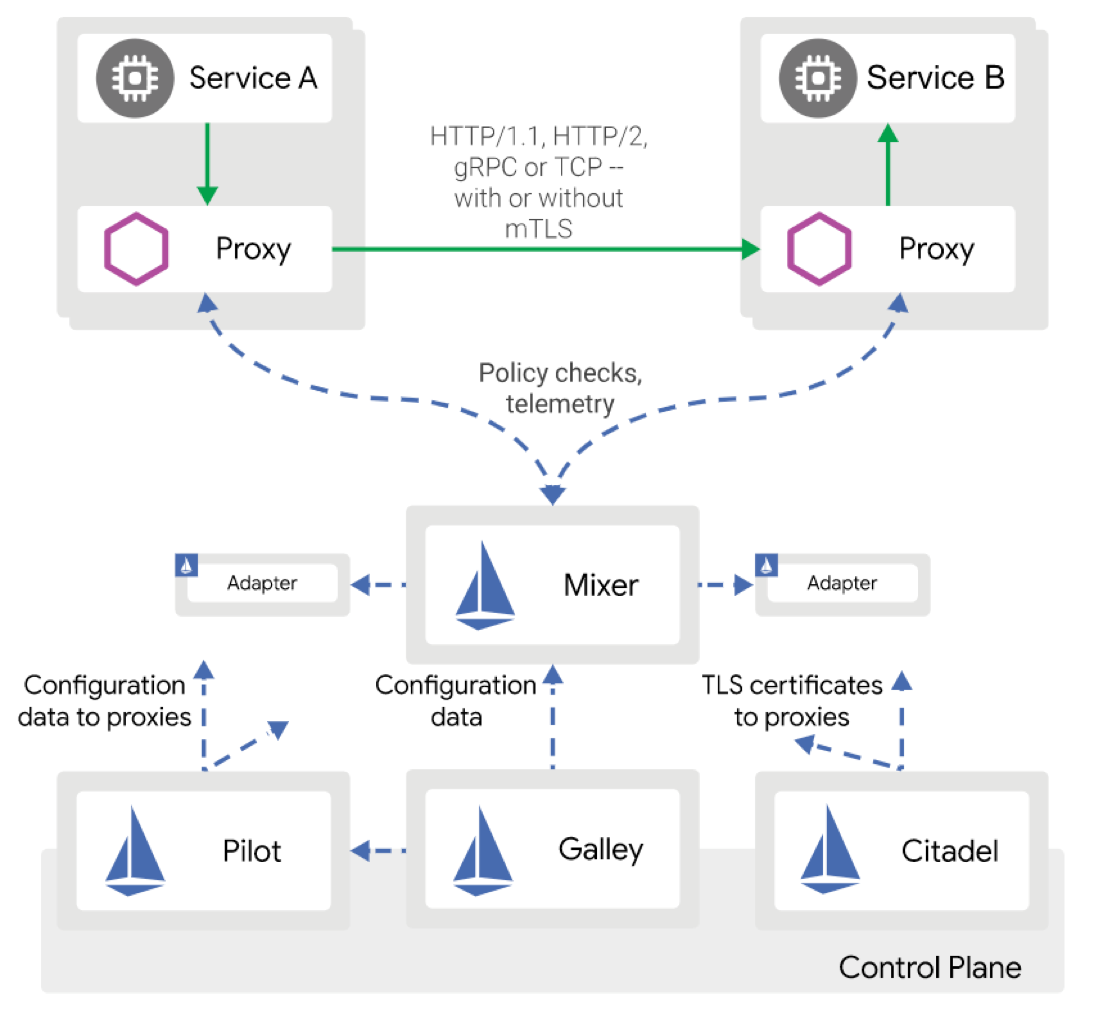 Service A
Service B
HTTP/1.1, HTTP/2,
gRPC or TCP --
with or without
mTLS
Proxy
Proxy
Policy checks,
telemetry
Adapter
Mixer
Adapter
Configuration
data to proxies
Configuration
data
TLS certificates
to proxies
Pilot
Galley
Citadel
Control Plane